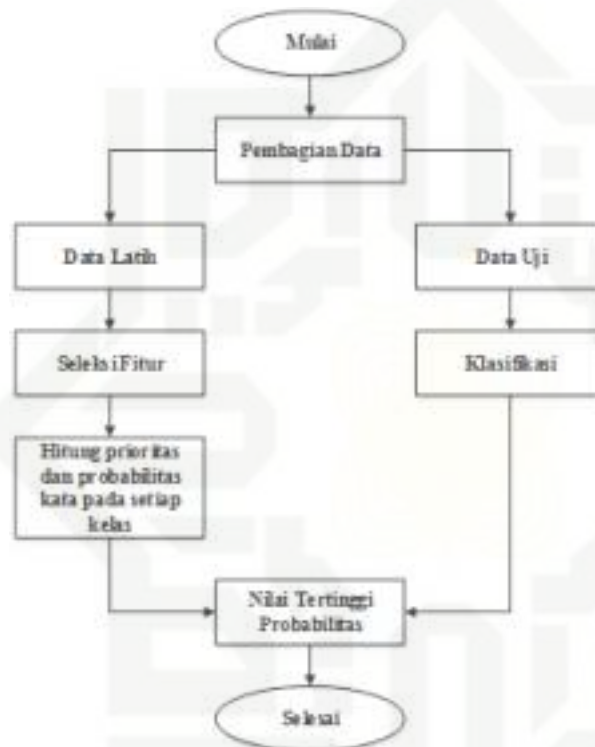 Mulai
Pembagian Data
Data Latih
Data Uji
Seleksi Fitur
Klasifikasi
Hitung prioritas
dan probabilitas
kata pada setiap
kelas
Nilai Tertinggi
Probabilitas
Selesai